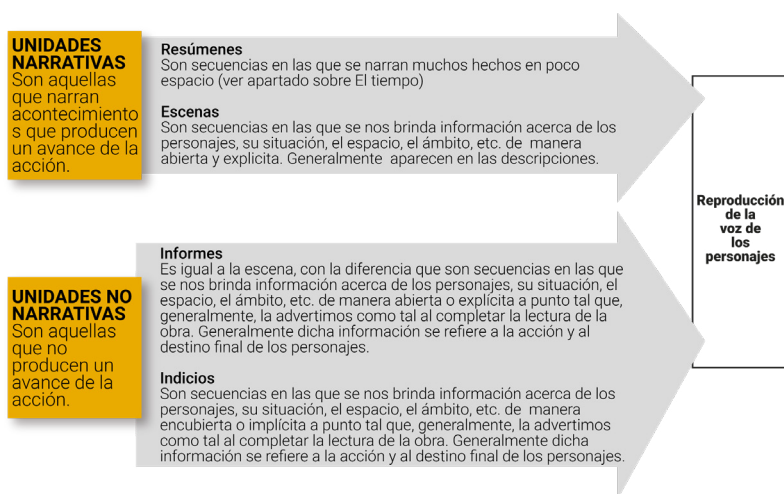 UNIDADES
NARRATIVAS
Son aquellas
que narran
acontecimiento
s que producen
un avance de la
acción.
Resúmenes
Son secuencias en las que se narran muchos hechos en poco
espacio (ver apartado sobre El tiempo)
Escenas
Son secuencias en las que se nos brinda información acerca de los
personajes, su situación, el espacio, el ámbito, etc. de manera
abierta y explicita. Generalmente aparecen en las descripciones.
UNIDADES NO
NARRATIVAS
Son aquellas
que no
producen un
avance de la
acción.
Informes
Es igual a la escena, con la diferencia que son secuencias en las que
se nos brinda información acerca de los personajes, su situación, el
espacio, el ámbito, etc. de manera abierta o explícita a punto tal que,
generalmente, la advertimos como tal al completar la lectura de la
obra. Generalmente dicha información se refiere a la acción y al
destino final de los personajes.
Indicios
Son secuencias en las que se nos brinda información acerca de los
personajes, su situación, el espacio, el ámbito, etc. de manera
encubierta o implícita a punto tal que, generalmente, la advertimos
como tal al completar la lectura de la obra. Generalmente dicha
información se refiere a la acción y al destino final de los personajes.
Reproducción
de la
voz de
los
personajes